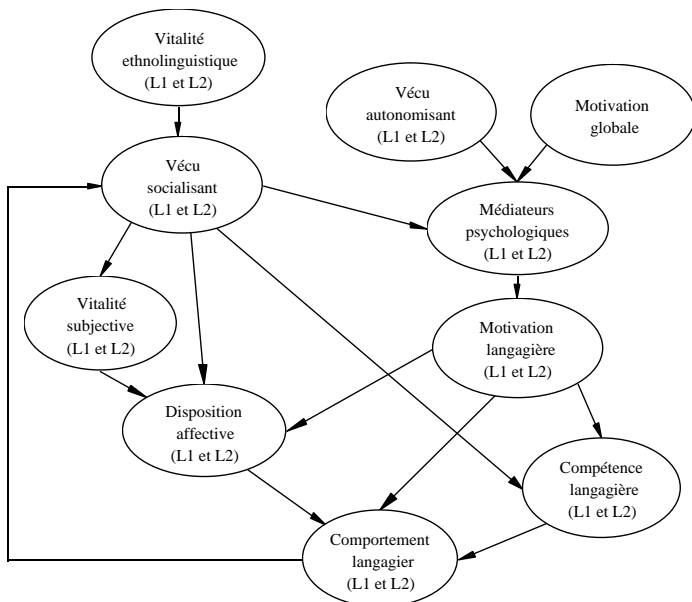 Vitalité
ethnolinguistique
(L1 et L2)
Vécu
autonomisant
(L1 et L2)
Motivation
globale
Vécu
socialisant
(L1 et L2)
Médiateurs
psychologiques
(L1 et L2)
Vitalité
subjective
(L1 et L2)
Motivation
langagière
(L1 et L2)
Disposition
affective
(L1 et L2)
Compétence
langagière
(L1 et L2)
Comportement
langagier
(L1 et L2)